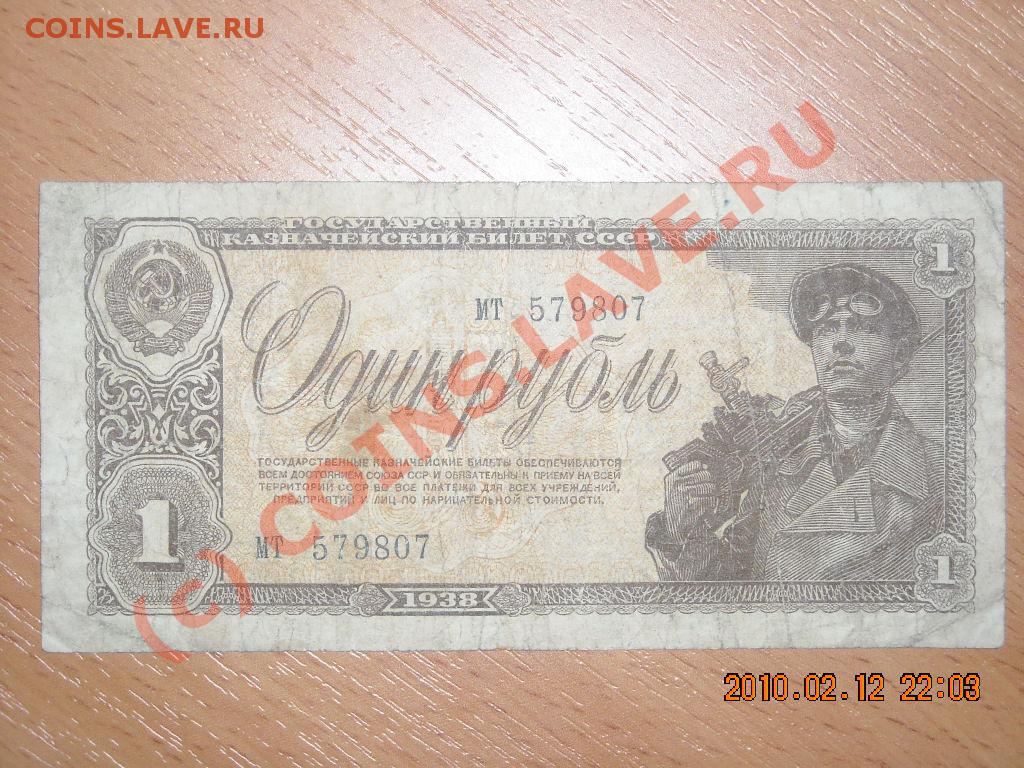 COINS.LAVE.RU
ГОСУДАРСТВЕННЫЙ
КАЗНАЧЕЙСКИЙ БИЛЕТ СССР
1
МТ 579807
Один рубль
ГОСУДАРСТВЕННЫЕ КАЗНАЧЕЙСКИЕ БИЛЕТЫ ОБЕСПЕЧИВАЮТСЯ
ВСЕМ ДОСТОЯНИЕМ СОЮЗА ССР И ОБЯЗАТЕЛЬНЫ К ПРИЕМУ НА ВСЕЙ
ТЕРРИТОРИИ СССР ВО ВСЕ ПЛАТЕЖИ ДЛЯ ВСЕХ УЧРЕЖДЕНИЙ,
ПРЕДПРИЯТИЙ И ЛИЦ ПО НАРИЦАТЕЛЬНОЙ СТОИМОСТИ.
1
МТ 579807
1
1938
(c) COINS.LAVE.RU
2010.02.12 22:03